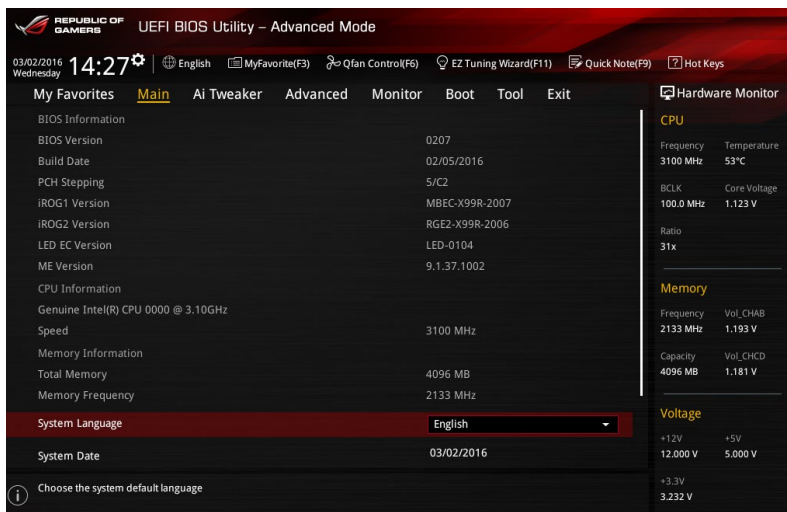 REPUBLIC OF
GAMERS
UEFI BIOS Utility – Advanced Mode
03/02/2016
Wednesday
14:27
English
MyFavorite(F3)
Qfan Control(F6)
EZ Tuning Wizard(F11)
Quick Note(F9)
? Hot Keys
My Favorites Main Ai Tweaker Advanced Monitor Boot Tool Exit
BIOS Information
BIOS Version 0207
Build Date 02/05/2016
PCH Stepping 5/C2
iROG1 Version MBEC-X99R-2007
iROG2 Version RGE2-X99R-2006
LED EC Version LED-0104
ME Version 9.1.37.1002
CPU Information
Genuine Intel(R) CPU 0000 @ 3.10GHz
Speed 3100 MHz
Memory Information
Total Memory 4096 MB
Memory Frequency 2133 MHz
System Language English
System Date 03/02/2016
i Choose the system default language
Hardware Monitor
CPU
Frequency Temperature
3100 MHz 53°C
BCLK Core Voltage
100.0 MHz 1.123 V
Ratio
31x
Memory
Frequency Vol_CHAB
2133 MHz 1.193 V
Capacity Vol_CHCD
4096 MB 1.181 V
Voltage
+12V +5V
12.000 V 5.000 V
+3.3V
3.232 V